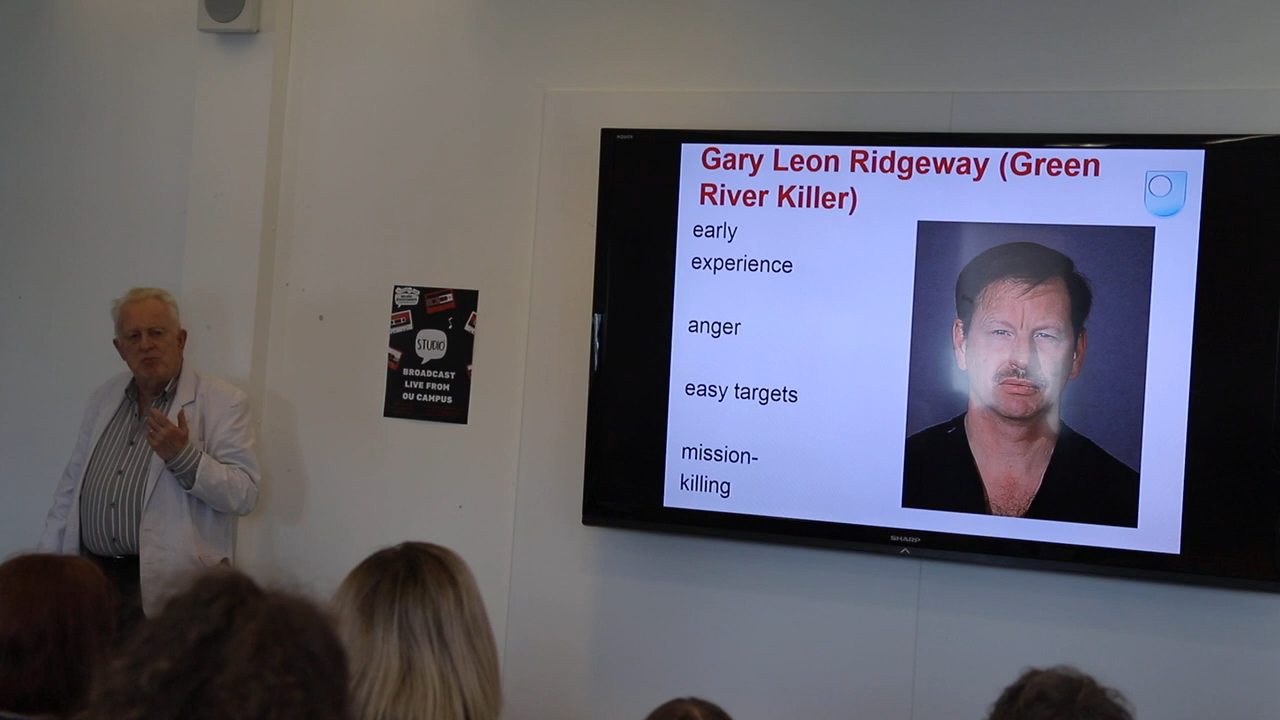 Gary Leon Ridgeway (Green
River Killer)
early
experience
anger
easy targets
mission-
killing
SHARP
STUDIO
BROADCAST
LIVE FROM
OU CAMPUS